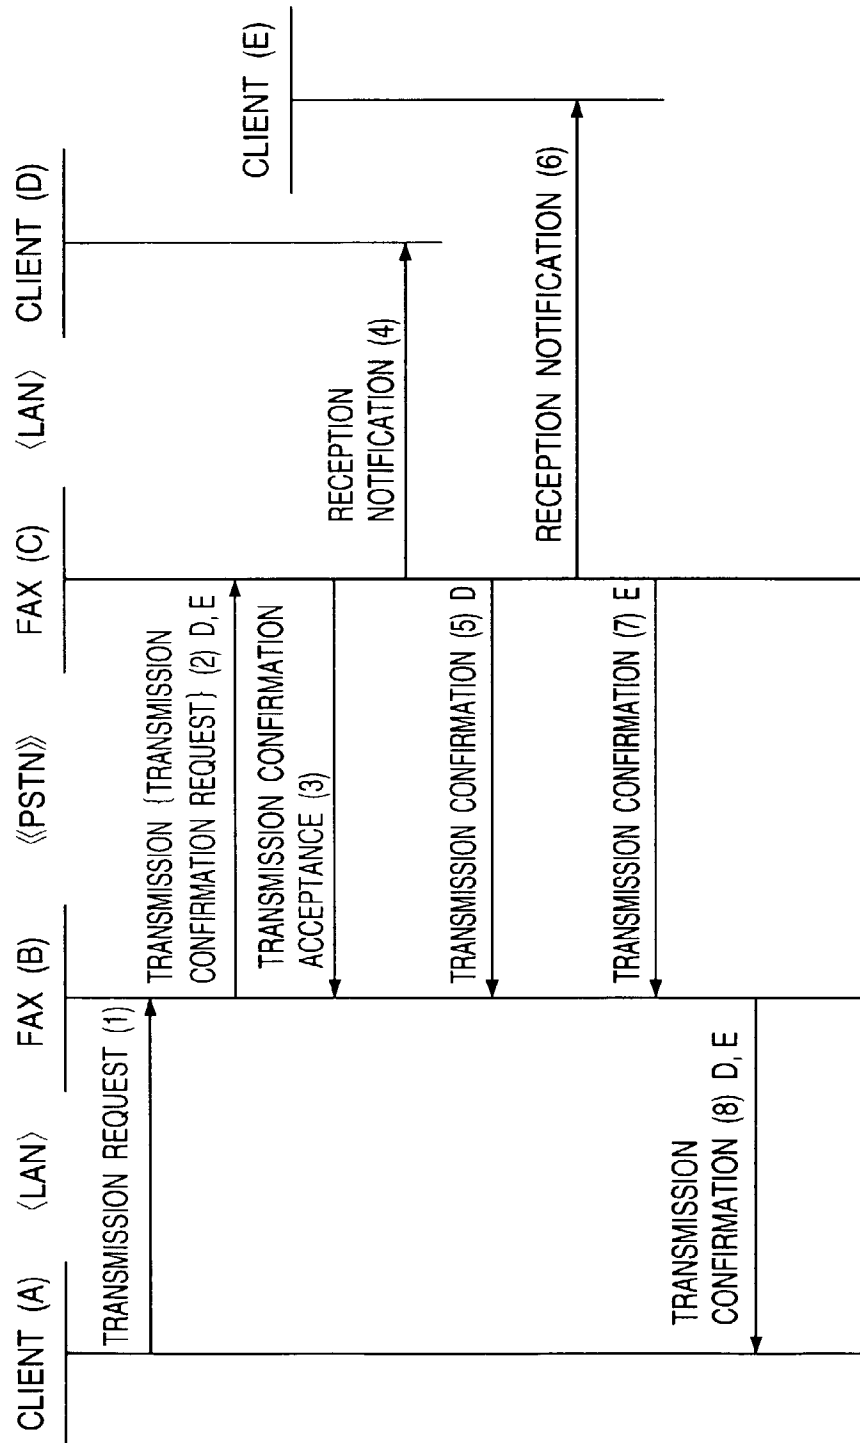 CLIENT (A)
〈LAN〉
FAX (B)
《PSTN》
FAX (C)
〈LAN〉
CLIENT (D)
CLIENT (E)
TRANSMISSION REQUEST (1)
TRANSMISSION {TRANSMISSION
CONFIRMATION REQUEST} (2) D, E
TRANSMISSION CONFIRMATION
ACCEPTANCE (3)
RECEPTION
NOTIFICATION (4)
TRANSMISSION CONFIRMATION (5) D
RECEPTION NOTIFICATION (6)
TRANSMISSION CONFIRMATION (7) E
TRANSMISSION
CONFIRMATION (8) D, E